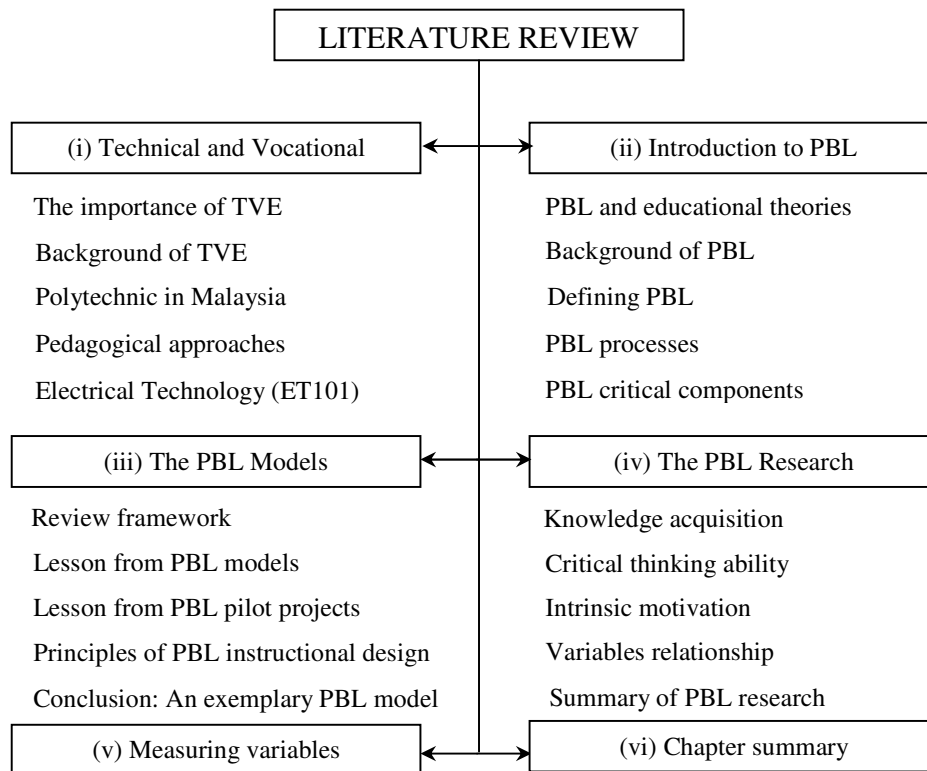 LITERATURE REVIEW
(i) Technical and Vocational
The importance of TVE
Background of TVE
Polytechnic in Malaysia
Pedagogical approaches
Electrical Technology (ET101)
(ii) Introduction to PBL
PBL and educational theories
Background of PBL
Defining PBL
PBL processes
PBL critical components
(iii) The PBL Models
Review framework
Lesson from PBL models
Lesson from PBL pilot projects
Principles of PBL instructional design
Conclusion: An exemplary PBL model
(iv) The PBL Research
Knowledge acquisition
Critical thinking ability
Intrinsic motivation
Variables relationship
Summary of PBL research
(v) Measuring variables
(vi) Chapter summary